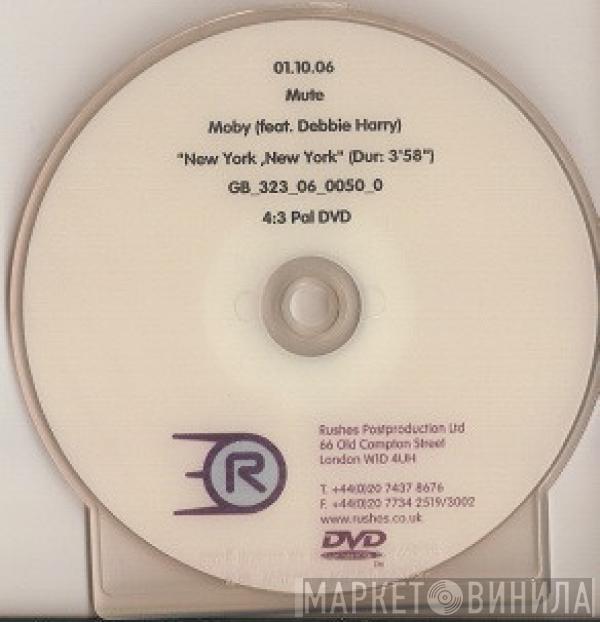 01.10.06
Mute
Moby (feat. Debbie Harry)
"New York ,New York" (Dur: 3'58")
GB_323_06_0050_0
4:3 Pal DVD
R
Rushes Postproduction Ltd
66 Old Compton Street
London W1D 4UH
T. +44(0)20 7437 8676
F. +44(0)20 7734 2519/3002
www.rushes.co.uk
DVD
МАРКЕТ ВИНИЛА